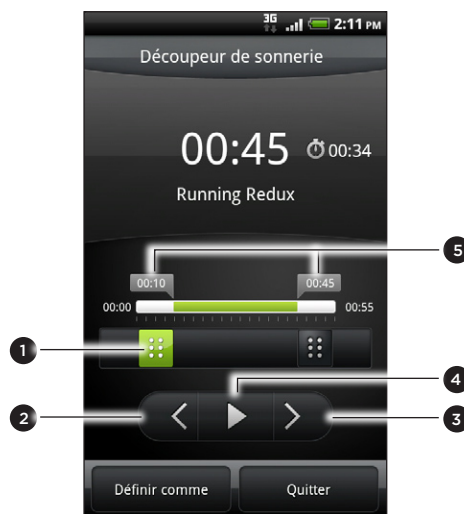 3G 2:11 PM
Découpeur de sonnerie
00:45 00:34
Running Redux
5
00:10 00:45
00:00 00:55
1
4
2
3
Définir comme Quitter